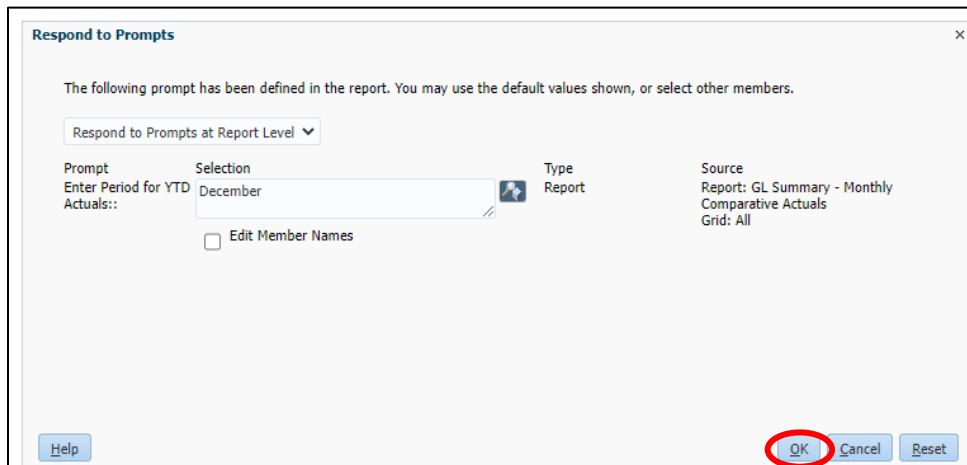 Respond to Prompts
×
The following prompt has been defined in the report. You may use the default values shown, or select other members.
Respond to Prompts at Report Level
Prompt Selection Type Source
Enter Period for YTD December Report Report: GL Summary - Monthly
Actuals:: Comparative Actuals
Grid: All
Edit Member Names
Help OK Cancel Reset